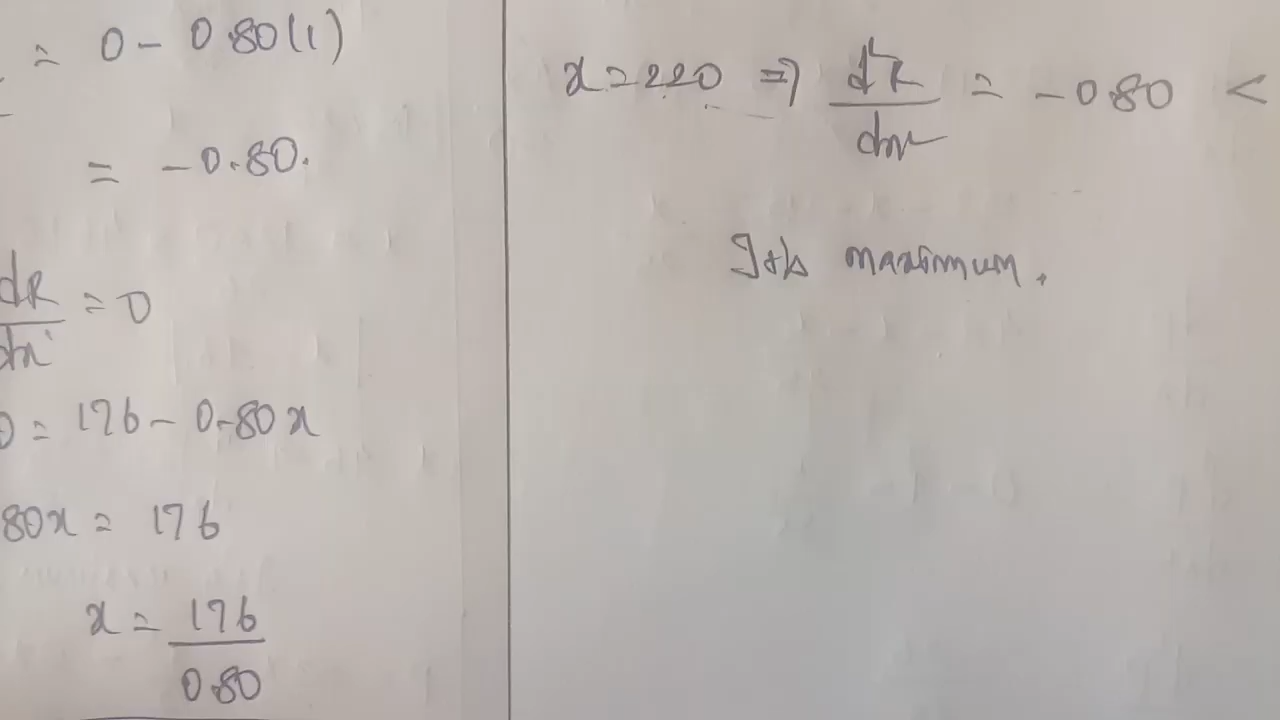 = 0 - 0.80(1)
= -0.80.
dR/dx = 0
0 = 176 - 0.80x
80x = 176
x = 176/0.80
x = 220 ⇒ d²R/dx² = -0.80 <
It is maximum.